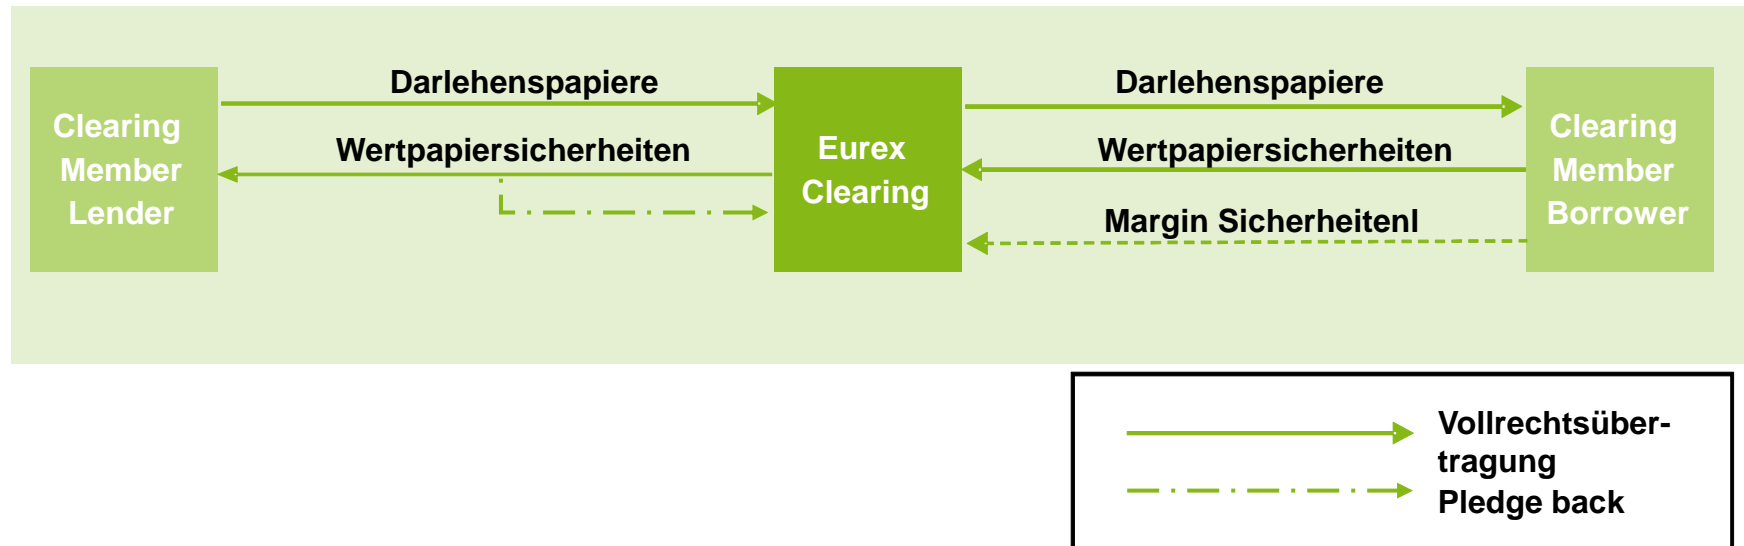 Darlehenspapiere
Darlehenspapiere
Clearing
Member
Lender
Wertpapiersicherheiten
Eurex
Clearing
Wertpapiersicherheiten
Clearing
Member
Borrower
Margin Sicherheitenl
Vollrechtsüber-
tragung
Pledge back